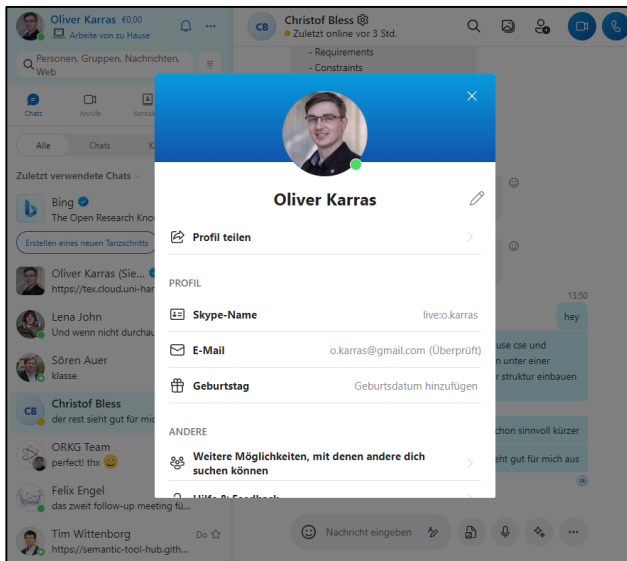 Oliver Karras €0,00
Arbeite von zu Hause
Personen, Gruppen, Nachrichten,
Web
Chats
Anrufe
Alle
Chats
Zuletzt verwendete Chats
Bing
The Open Research
Erstellen eines neuen Tanzschritts
Oliver Karras (Sie...
https://tex.cloud.uni-har
Lena John
Und wenn nicht durchau
Sören Auer
klasse
CB
Christof Bless
der rest sieht gut für mic
ORKG Team
perfect! thx
Felix Engel
das zweit follow-up meeting fü...
Tim Wittenborg
Do
https://semantic-tool-hub.gith...
CB
Christof Bless
Zuletzt online vor 3 Std.
- Requirements
- Constraints
13:50
hey
use cse und
n unter einer
r struktur einbauen
chon sinnvoll kürzer
eht gut für mich aus
Nachricht eingeben
Oliver Karras
Profil teilen
PROFIL
Skype-Name
live:o.karras
E-Mail
o.karras@gmail.com (Überprüft)
Geburtstag
Geburtsdatum hinzufügen
ANDERE
Weitere Möglichkeiten, mit denen andere dich
suchen können